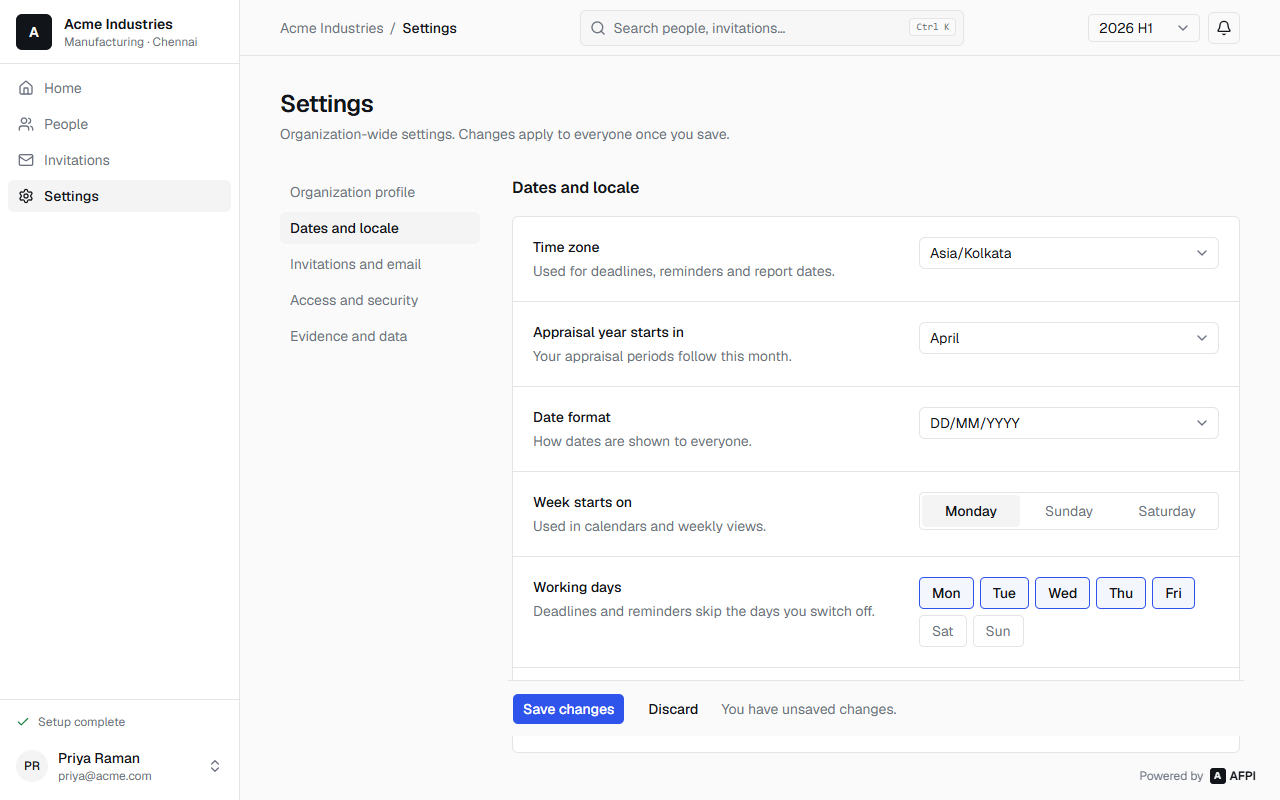 A
Acme Industries
Manufacturing · Chennai
Home
People
Invitations
Settings
Setup complete
PR
Priya Raman
priya@acme.com
Acme Industries / Settings
Search people, invitations…
Ctrl K
2026 H1
Settings
Organization-wide settings. Changes apply to everyone once you save.
Organization profile
Dates and locale
Invitations and email
Access and security
Evidence and data
Dates and locale
Time zone
Used for deadlines, reminders and report dates.
Asia/Kolkata
Appraisal year starts in
Your appraisal periods follow this month.
April
Date format
How dates are shown to everyone.
DD/MM/YYYY
Week starts on
Used in calendars and weekly views.
Monday Sunday Saturday
Working days
Deadlines and reminders skip the days you switch off.
Mon Tue Wed Thu Fri
Sat Sun
Save changes Discard You have unsaved changes.
Powered by A AFPI